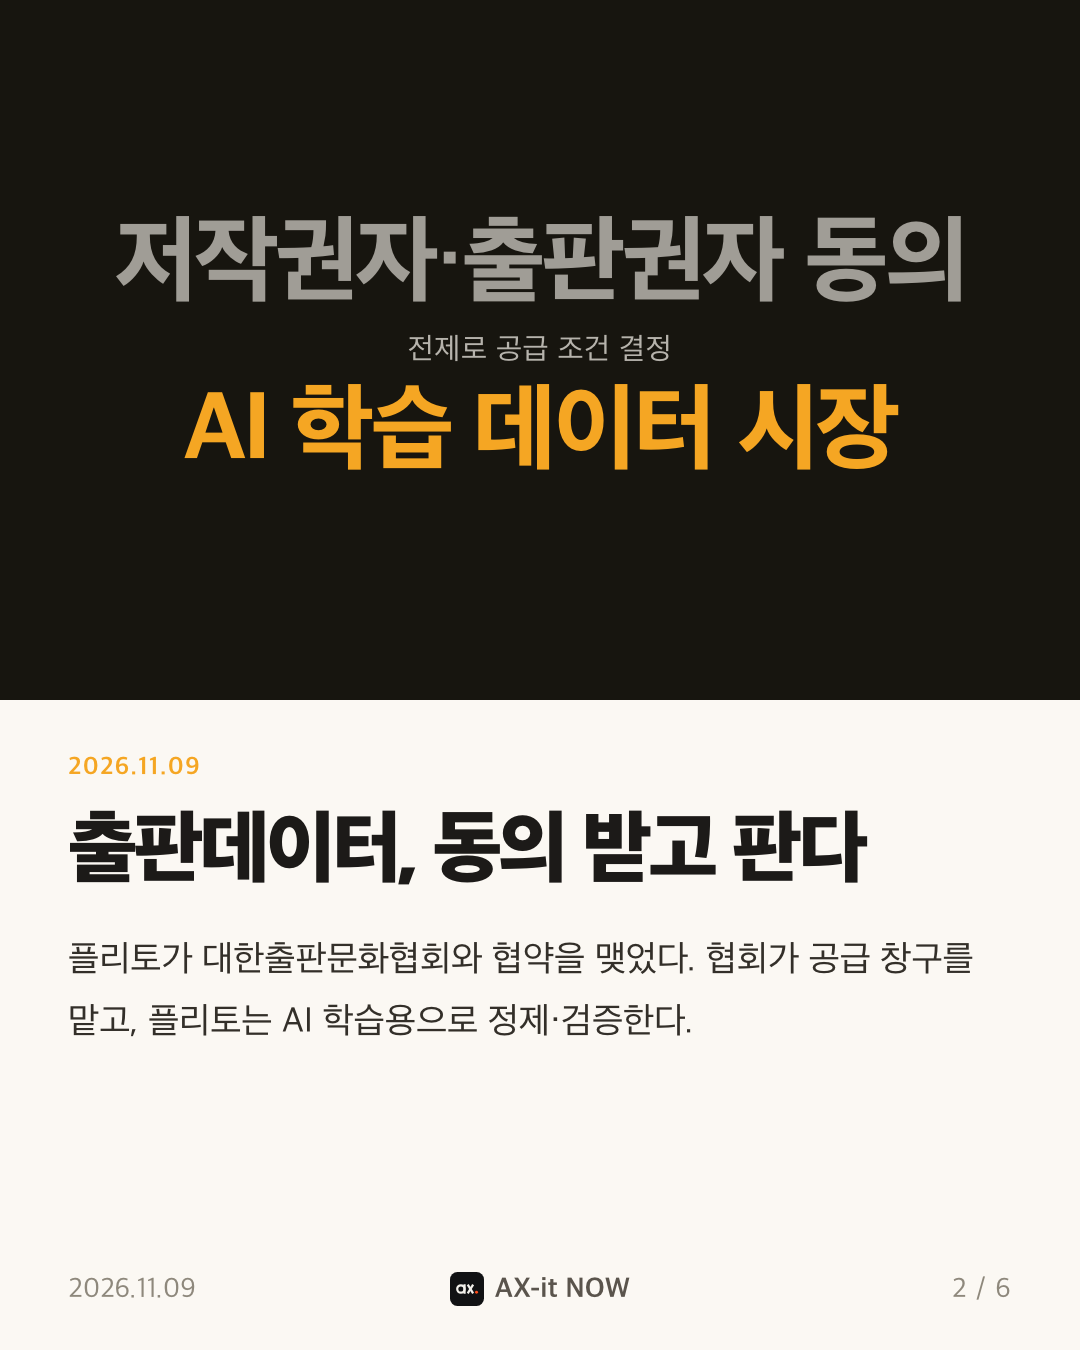 저작권자·출판권자 동의
전제로 공급 조건 결정
AI 학습 데이터 시장
2026.11.09
출판데이터, 동의 받고 판다
플리토가 대한출판문화협회와 협약을 맺었다. 협회가 공급 창구를
맡고, 플리토는 AI 학습용으로 정제·검증한다.
2026.11.09
ax. AX-it NOW
2 / 6